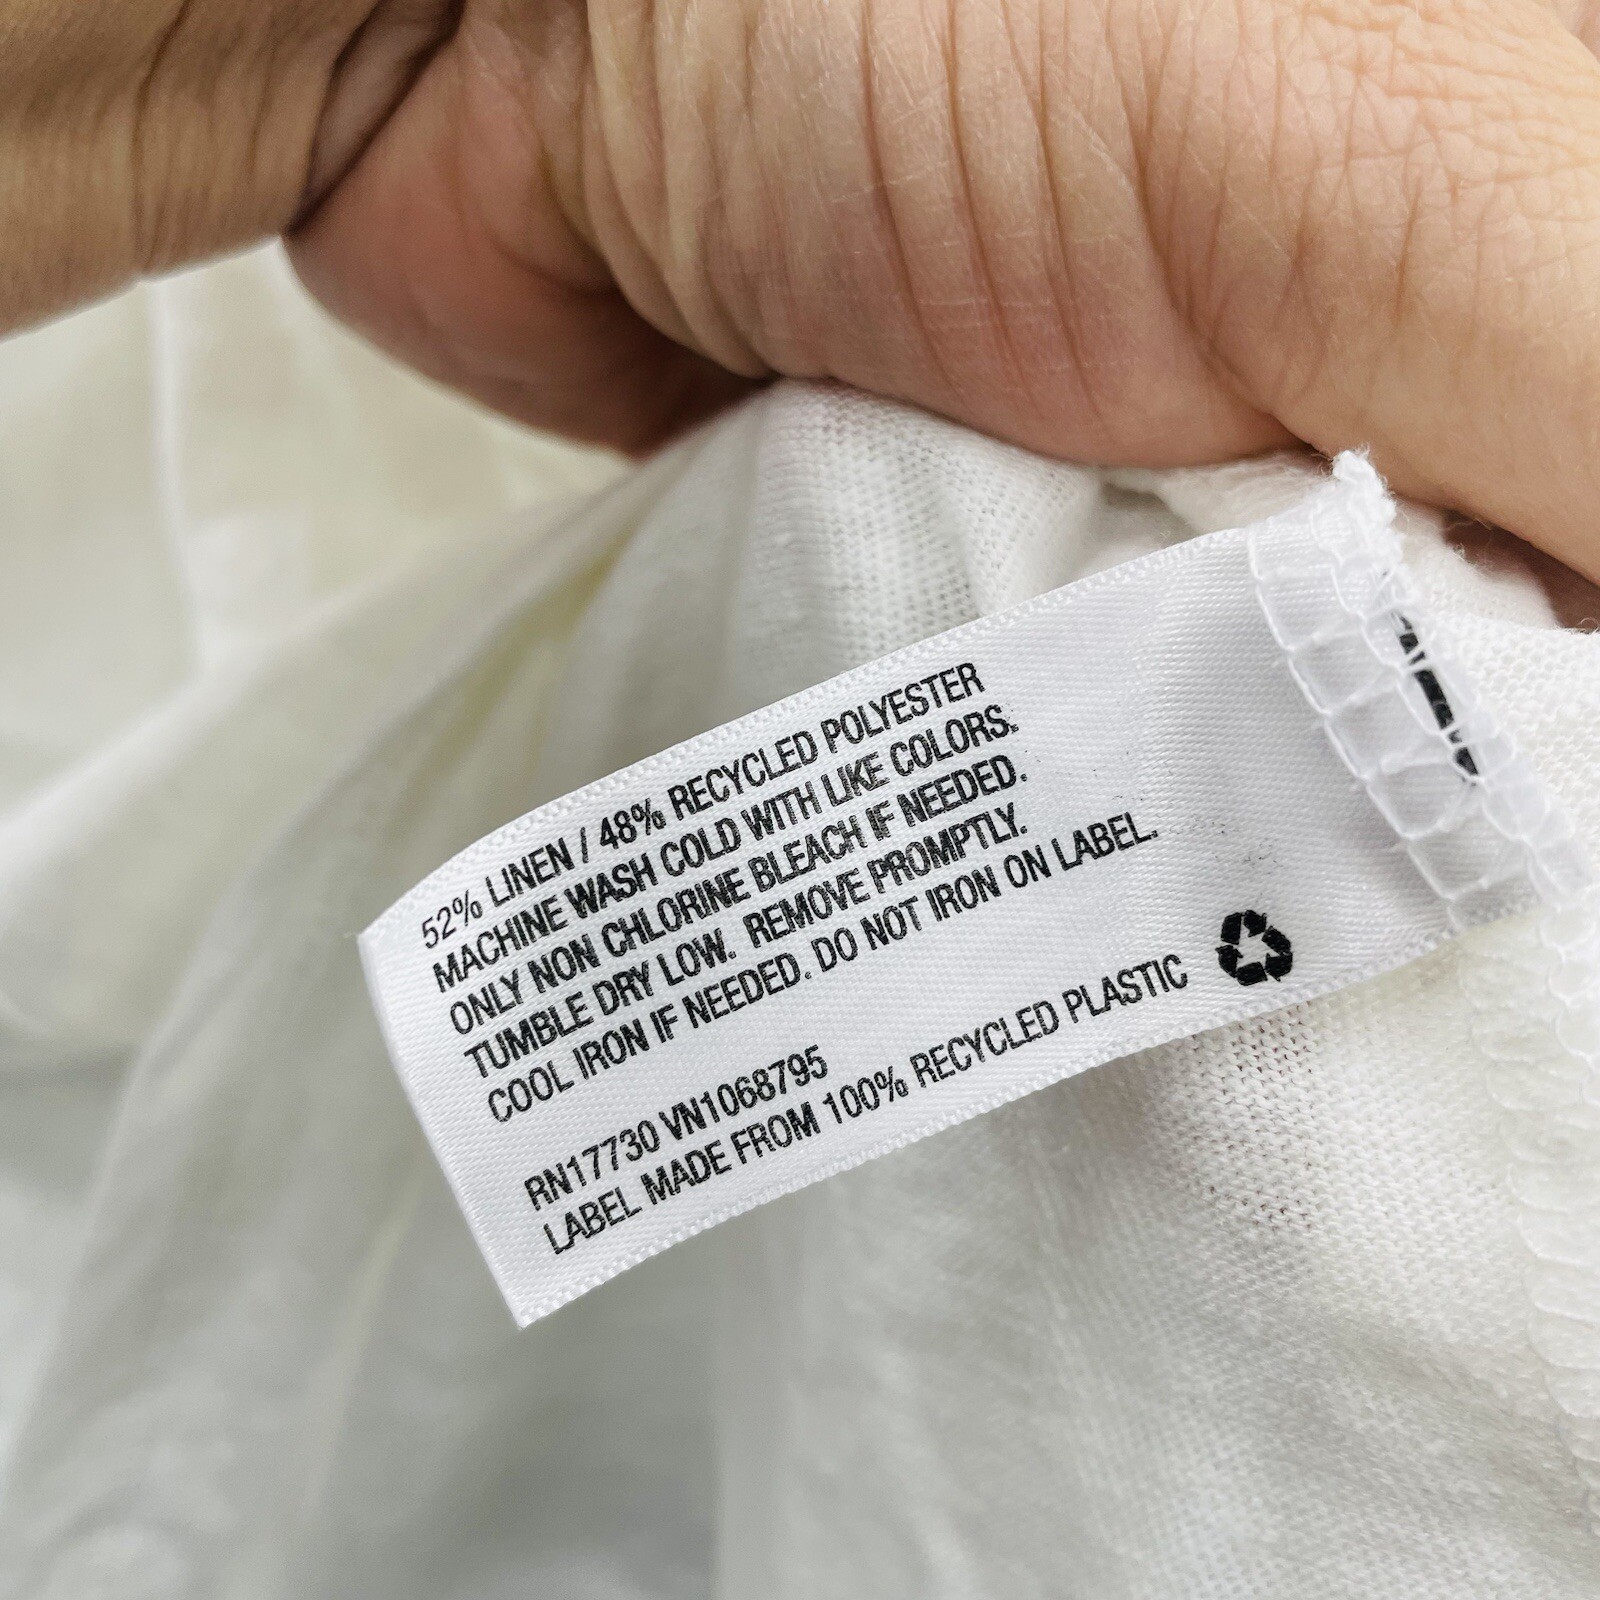 52% LINEN / 48% RECYCLED POLYESTER
MACHINE WASH COLD WITH LIKE COLORS.
ONLY NON CHLORINE BLEACH IF NEEDED.
TUMBLE DRY LOW. REMOVE PROMPTLY.
COOL IRON IF NEEDED. DO NOT IRON ON LABEL.
RN17730 VN1068795
LABEL MADE FROM 100% RECYCLED PLASTIC